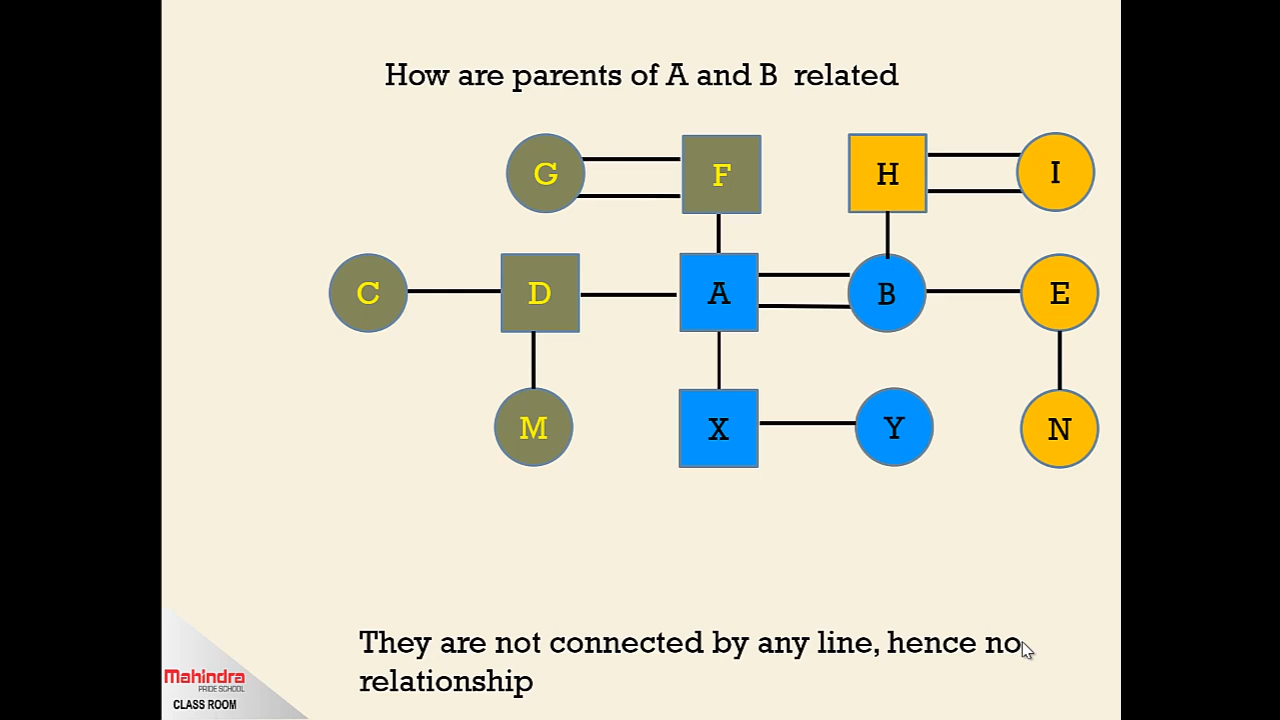 How are parents of A and B related
G F H I
C D A B E
M X Y N
They are not connected by any line, hence no
relationship
Mahindra
PRIDE SCHOOL
CLASS ROOM